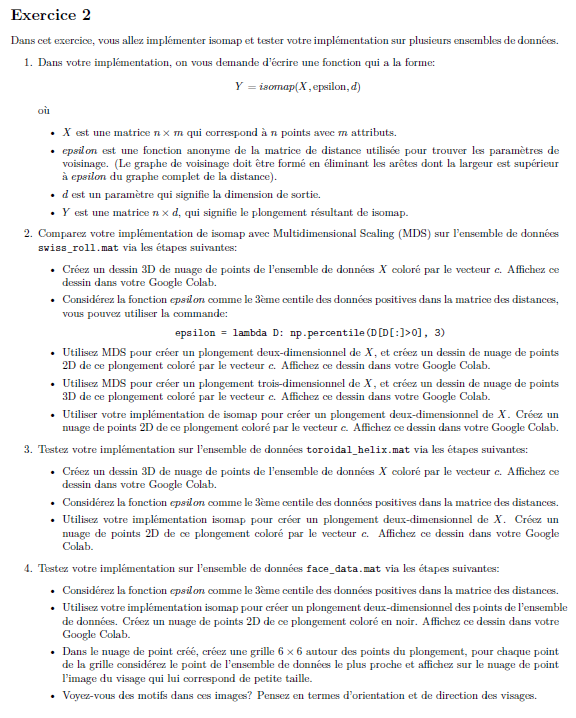 Exercice 2
Dans cet exercice, vous allez implémenter isomap et tester votre implémentation sur plusieurs ensembles de données.
1. Dans votre implémentation, on vous demande d'écrire une fonction qui a la forme:
Y = isomap(X, epsilon, d)
où
• X est une matrice n × m qui correspond à n points avec m attributs.
• epsilon est une fonction anonyme de la matrice de distance utilisée pour trouver les paramètres de
voisinage. (Le graphe de voisinage doit être formé en éliminant les arêtes dont la largeur est supérieur
à epsilon du graphe complet de la distance).
• d est un paramètre qui signifie la dimension de sortie.
• Y est une matrice n × d, qui signifie le plongement résultant de isomap.
2. Comparez votre implémentation de isomap avec Multidimensional Scaling (MDS) sur l'ensemble de données
swiss_roll.mat via les étapes suivantes:
• Créez un dessin 3D de nuage de points de l'ensemble de données X coloré par le vecteur c. Affichez ce
dessin dans votre Google Colab.
• Considérez la fonction epsilon comme le 3ème centile des données positives dans la matrice des distances,
vous pouvez utiliser la commande:
epsilon = lambda D: np.percentile(D[D[:]>0], 3)
• Utilisez MDS pour créer un plongement deux-dimensionnel de X, et créez un dessin de nuage de points
2D de ce plongement coloré par le vecteur c. Affichez ce dessin dans votre Google Colab.
• Utilisez MDS pour créer un plongement trois-dimensionnel de X, et créez un dessin de nuage de points
3D de ce plongement coloré par le vecteur c. Affichez ce dessin dans votre Google Colab.
• Utiliser votre implémentation de isomap pour créer un plongement deux-dimensionnel de X. Créez un
nuage de points 2D de ce plongement coloré par le vecteur c. Affichez ce dessin dans votre Google Colab.
3. Testez votre implémentation sur l'ensemble de données toroidal_helix.mat via les étapes suivantes:
• Créez un dessin 3D de nuage de points de l'ensemble de données X coloré par le vecteur c. Affichez ce
dessin dans votre Google Colab.
• Considérez la fonction epsilon comme le 3ème centile des données positives dans la matrice des distances.
• Utilisez votre implémentation isomap pour créer un plongement deux-dimensionnel de X. Créez un
nuage de points 2D de ce plongement coloré par le vecteur c. Affichez ce dessin dans votre Google
Colab.
4. Testez votre implémentation sur l'ensemble de données face_data.mat via les étapes suivantes:
• Considérez la fonction epsilon comme le 3ème centile des données positives dans la matrice des distances.
• Utilisez votre implémentation isomap pour créer un plongement deux-dimensionnel des points de l'ensemble
de données. Créez un nuage de points 2D de ce plongement coloré en noir. Affichez ce dessin dans votre
Google Colab.
• Dans le nuage de point créé, créez une grille 6 × 6 autour des points du plongement, pour chaque point
de la grille considérez le point de l'ensemble de données le plus proche et affichez sur le nuage de point
l'image du visage qui lui correspond de petite taille.
• Voyez-vous des motifs dans ces images? Pensez en termes d'orientation et de direction des visages.